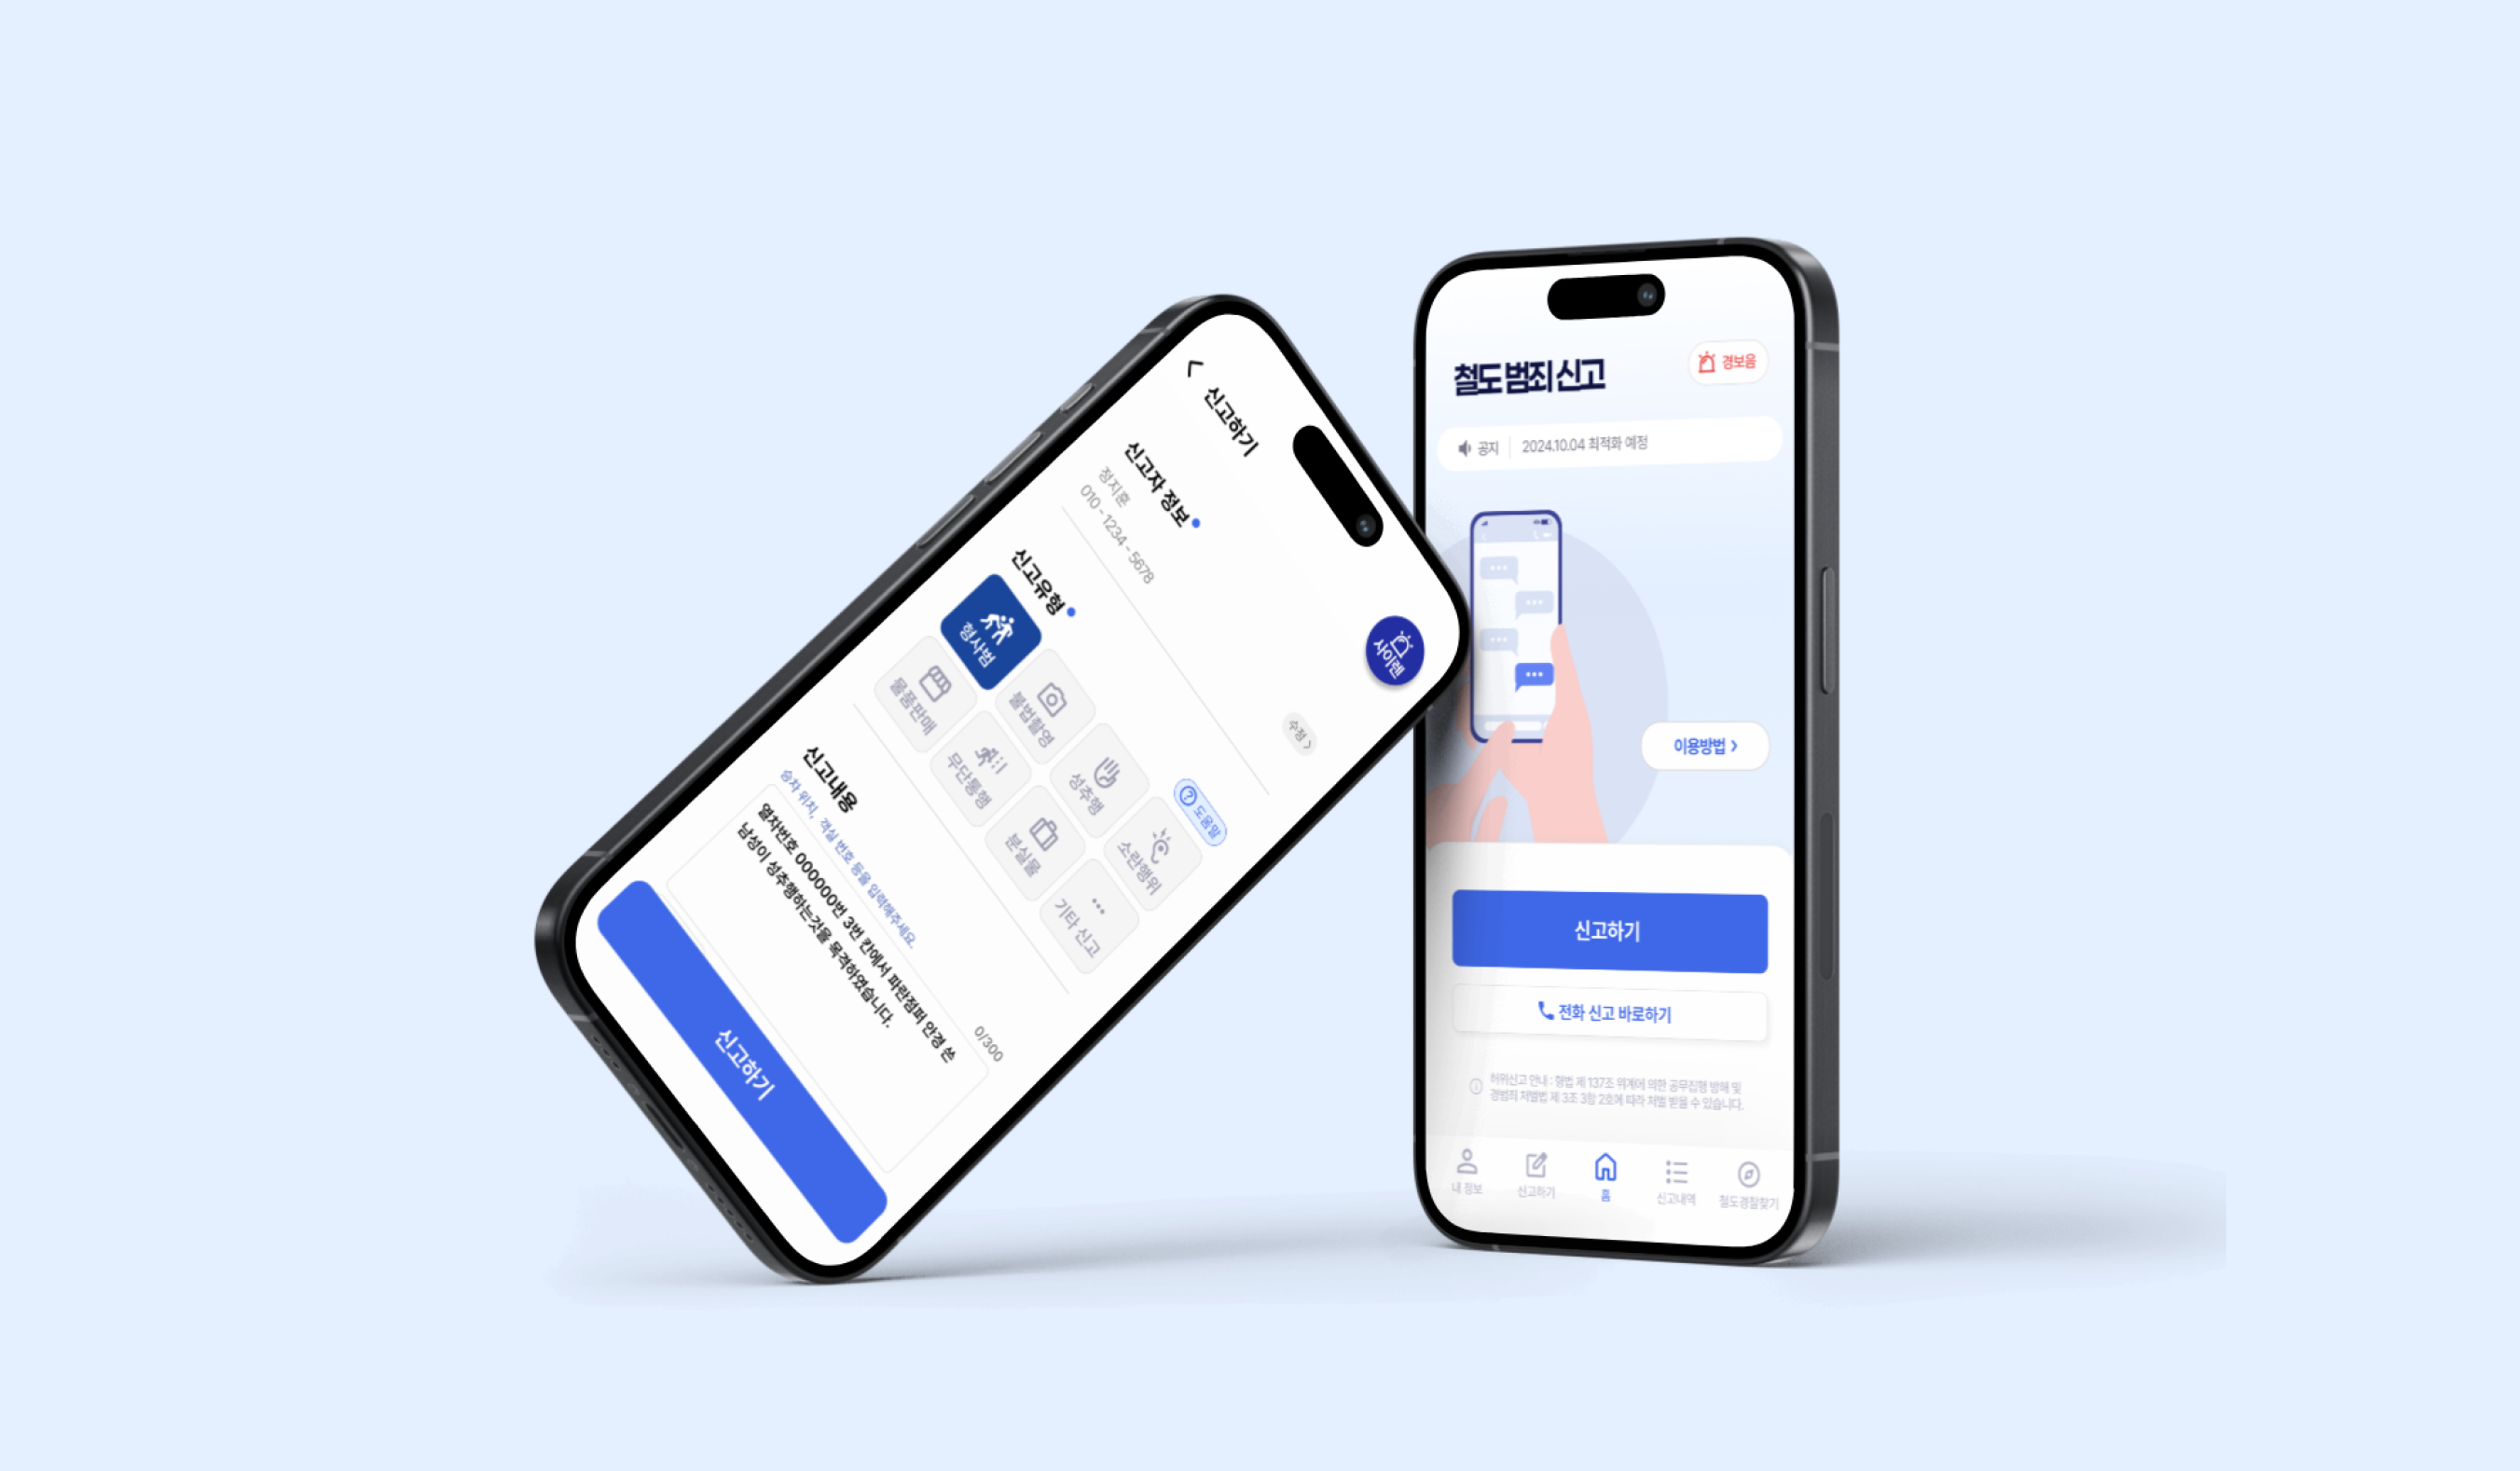 신고하기
사이렌
신고자 정보
정지훈
010 - 1234 - 5678
수정
신고유형
도움말
형사범
불법촬영
성추행
소란행위
물품판매
무단통행
분실물
기타 신고
신고내용
승차 위치, 객실 번호 등을 입력해주세요.
0/300
열차번호 000000번 3번 칸에서 파란점퍼 안경 쓴
남성이 성추행하는것을 목격하였습니다.
신고하기
철도 범죄 신고
경보음
공지
2024.10.04 최적화 예정
이용방법
신고하기
전화 신고 바로하기
허위신고 안내 : 형법 제 137조 위계에 의한 공무집행 방해 및
경범죄 처벌법 제 3조 3항 2호에 따라 처벌 받을 수 있습니다.
내 정보
신고하기
홈
신고내역
철도경찰찾기